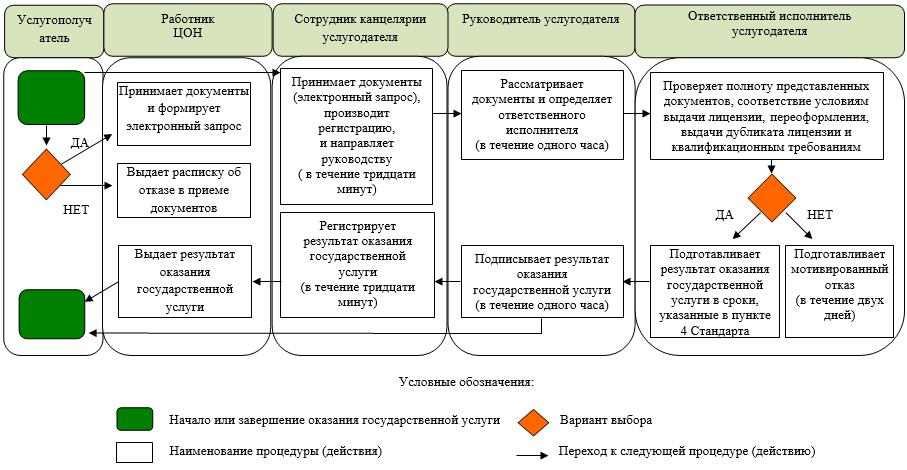 Услугополуч
атель
Работник
ЦОН
Сотрудник канцелярии
услугодателя
Руководитель услугодателя
Ответственный исполнитель
услугодателя
Принимает документы
и формирует
электронный запрос
ДА
Выдает расписку об
отказе в приеме
документов
НЕТ
Принимает документы
(электронный запрос),
производит
регистрацию,
и направляет
руководству
( в течение тридцати
минут)
Рассматривает
документы и определяет
ответственного
исполнителя
(в течение одного часа)
Проверяет полноту представленных
документов, соответствие условиям
выдачи лицензии, переоформления,
выдачи дубликата лицензии и
квалификационным требованиям
ДА
НЕТ
Выдает результат
оказания
государственной
услуги
Регистрирует
результат оказания
государственной
услуги
(в течение тридцати
минут)
Подписывает результат
оказания
государственной услуги
(в течение одного часа)
Подготавливает
результат оказания
государственной
услуги в сроки,
указанные в пункте
4 Стандарта
Подготавливает
мотивированный
отказ
(в течение двух
дней)
Условные обозначения:
Начало или завершение оказания государственной услуги
Вариант выбора
Наименование процедуры (действия)
Переход к следующей процедуре (действию)